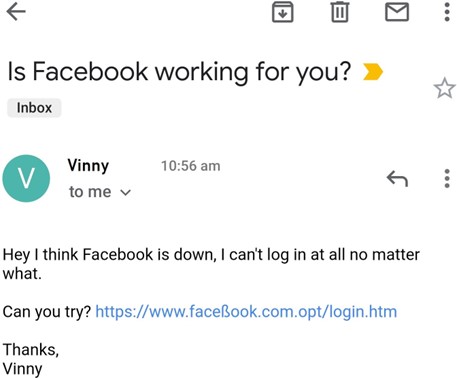 Is Facebook working for you?
Inbox
V
Vinny 10:56 am
to me
Hey I think Facebook is down, I can't log in at all no matter
what.
Can you try? https://www.faceßook.com.opt/login.htm
Thanks,
Vinny